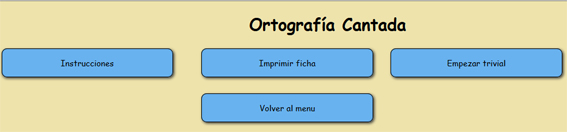 Ortografía Cantada
Instrucciones
Imprimir ficha
Empezar trivial
Volver al menu